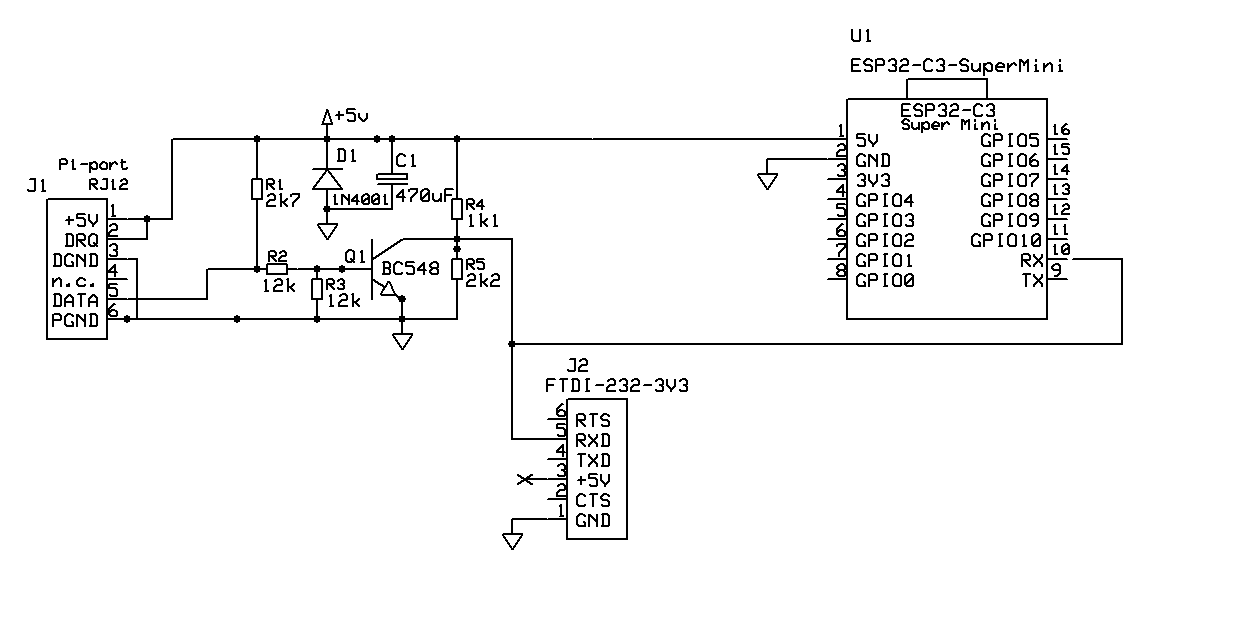 U1
ESP32-C3-SuperMini
ESP32-C3
Super Mini
1 5V
2 GND
3 3V3
4 GPIO4
5 GPIO3
6 GPIO2
7 GPIO1
8 GPIO0
GPIO5 16
GPIO6 15
GPIO7 14
GPIO8 13
GPIO9 12
GPIO10 11
RX 10
TX 9
+5v
D1
1N4001
C1
470uF
P1-port
J1 RJ12
+5V 1
DRQ 2
DGND 3
n.c. 4
DATA 5
PGND 6
R1
2k7
R2
12k
R3
12k
Q1
BC548
R4
1k1
R5
2k2
J2
FTDI-232-3V3
6 RTS
5 RXD
4 TXD
3 +5V
2 CTS
1 GND